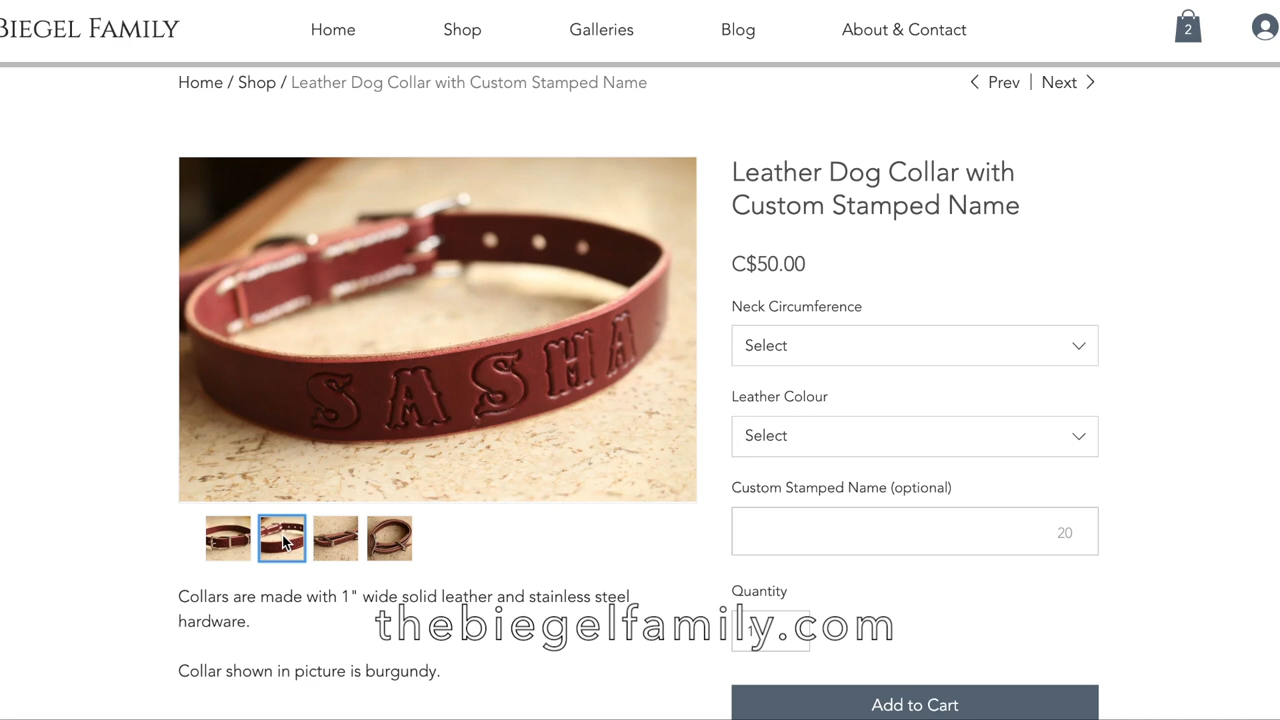 BIEGEL FAMILY
Home
Shop
Galleries
Blog
About & Contact
2
Home / Shop / Leather Dog Collar with Custom Stamped Name
Prev | Next
SASHA
Leather Dog Collar with
Custom Stamped Name
C$50.00
Neck Circumference
Select
Leather Colour
Select
Custom Stamped Name (optional)
20
Quantity
1
Collars are made with 1" wide solid leather and stainless steel
hardware.
thebiegelfamily.com
Collar shown in picture is burgundy.
Add to Cart